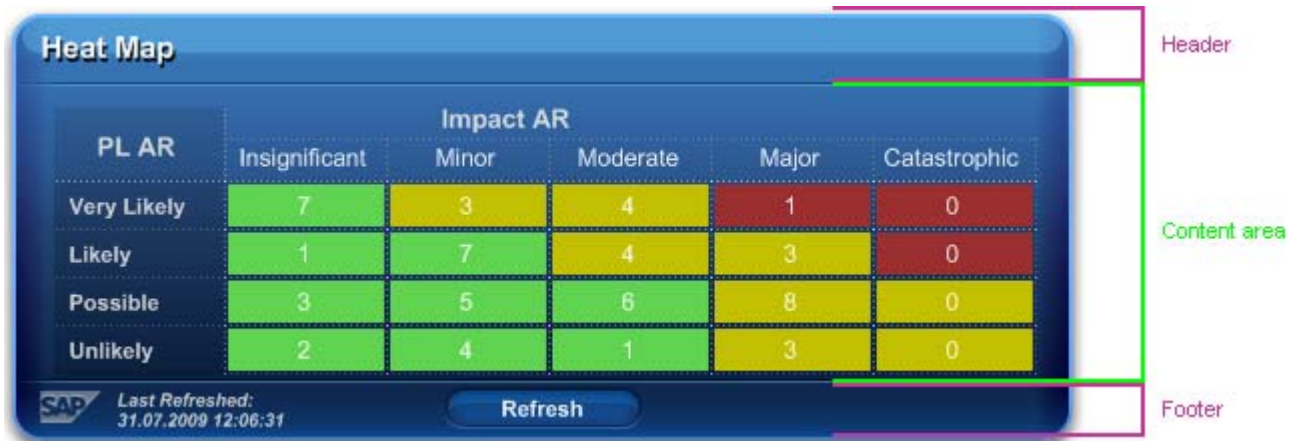 Heat Map
Header
Impact AR
PL AR
Insignificant Minor Moderate Major Catastrophic
Very Likely 7 3 4 1 0
Likely 1 7 4 3 0
Content area
Possible 3 5 6 8 0
Unlikely 2 4 1 3 0
SAP
Last Refreshed:
31.07.2009 12:06:31
Refresh
Footer